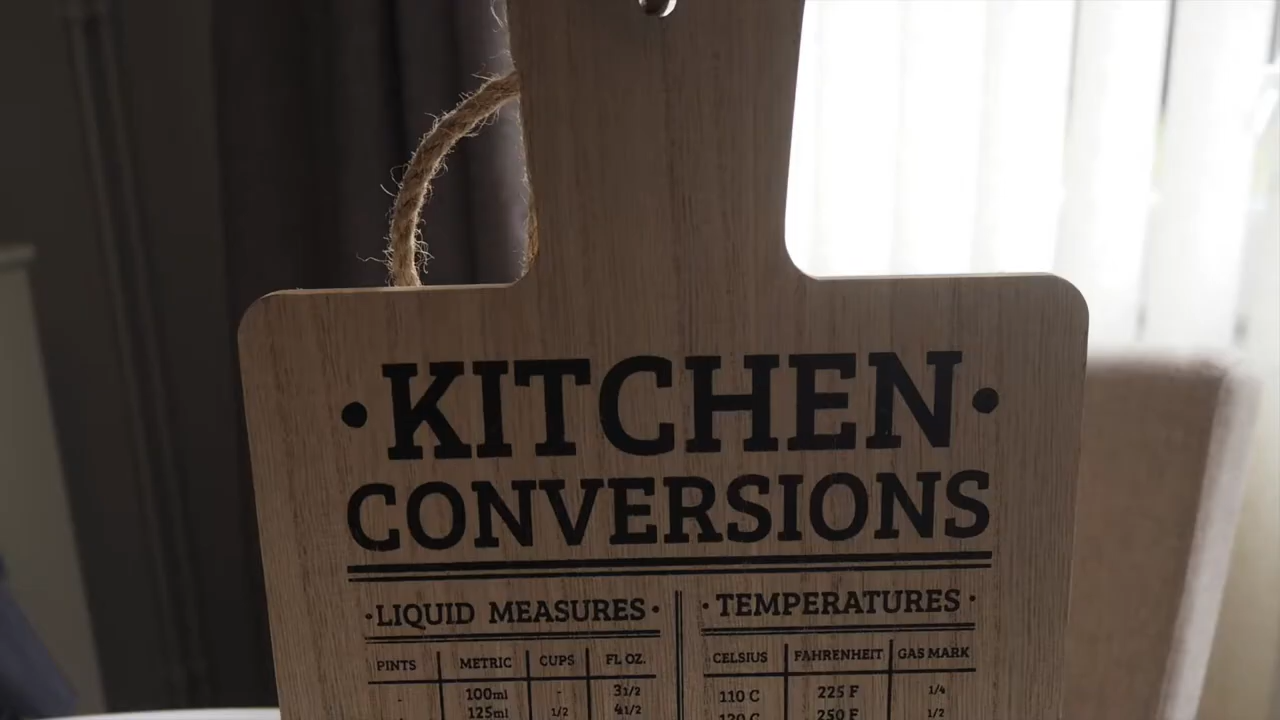 ·KITCHEN·
CONVERSIONS
·LIQUID MEASURES·
PINTS METRIC CUPS FL OZ.
- 100ml - 3 1/2
- 125ml 1/2 4 1/2
·TEMPERATURES·
CELSIUS FAHRENHEIT GAS MARK
110 C 225 F 1/4
130 C 250 F 1/2